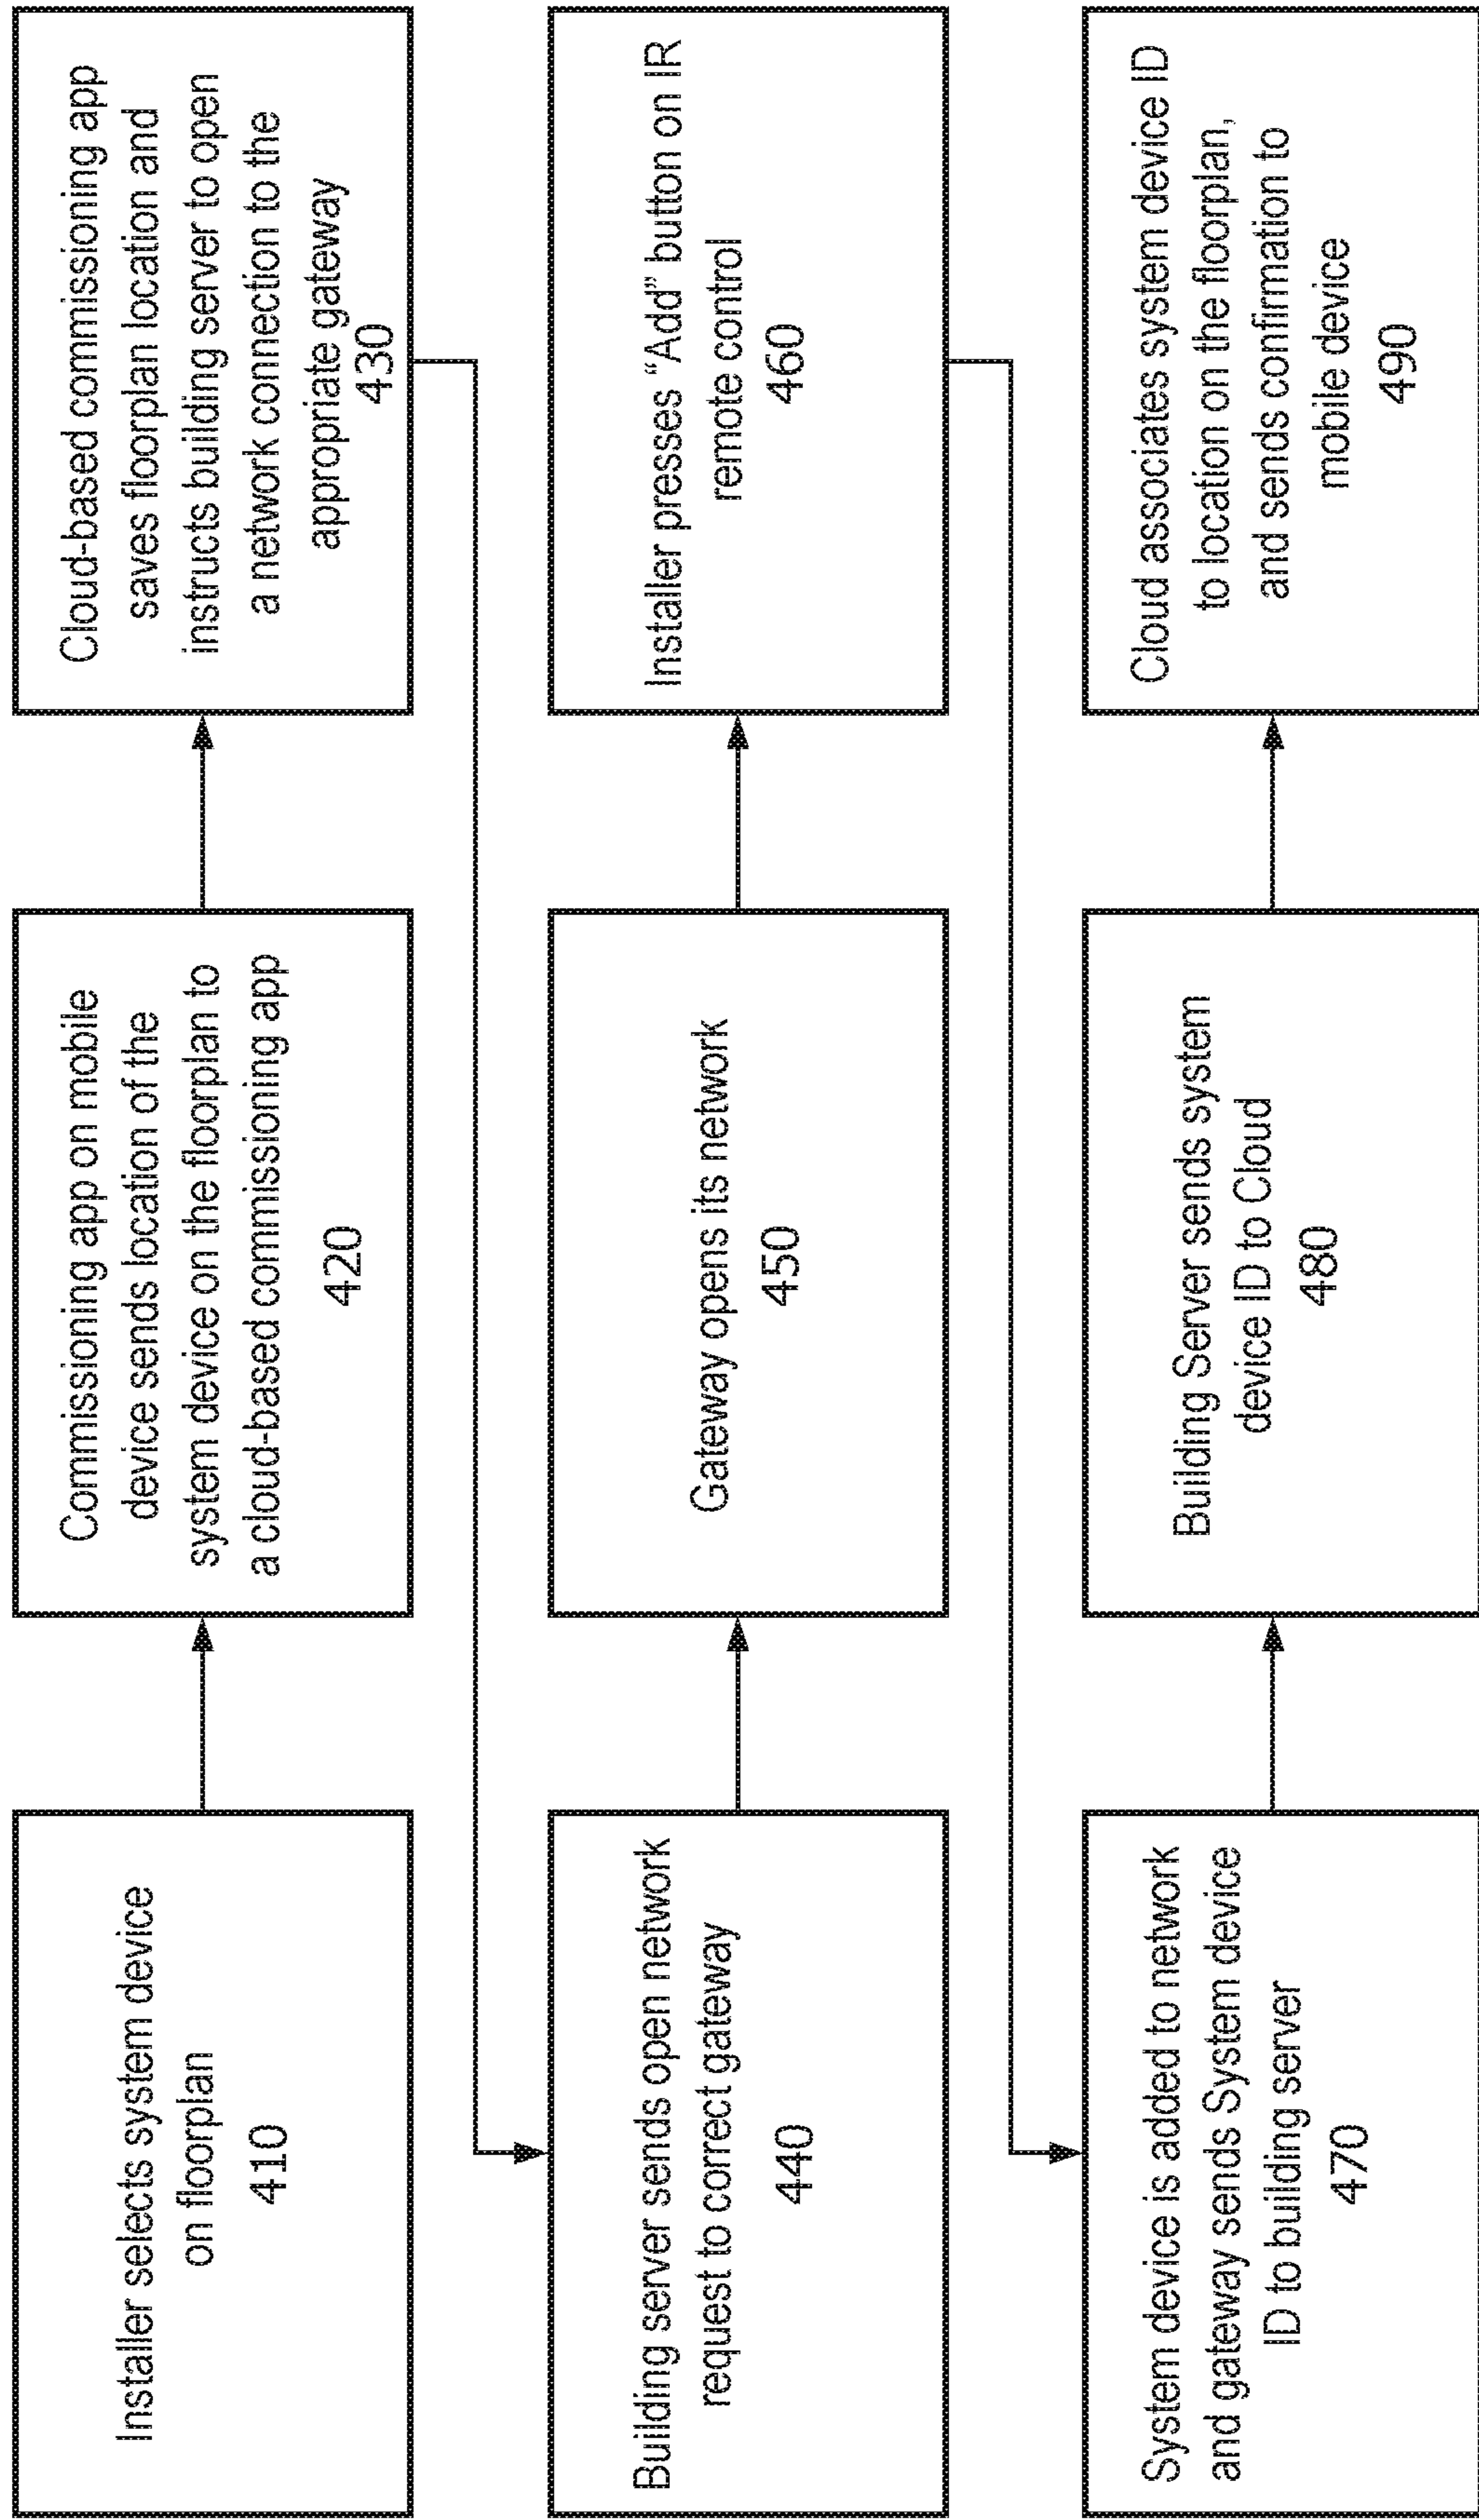 Installer selects system device
on floorplan
410
Commissioning app on mobile
device sends location of the
system device on the floorplan to
a cloud-based commissioning app
420
Cloud-based commissioning app
saves floorplan location and
instructs building server to open
a network connection to the
appropriate gateway
430
Building server sends open network
request to correct gateway
440
Gateway opens its network
450
Installer presses “Add” button on IR
remote control
460
System device is added to network
and gateway sends System device
ID to building server
470
Building Server sends system
device ID to Cloud
480
Cloud associates system device ID
to location on the floorplan,
and sends confirmation to
mobile device
490